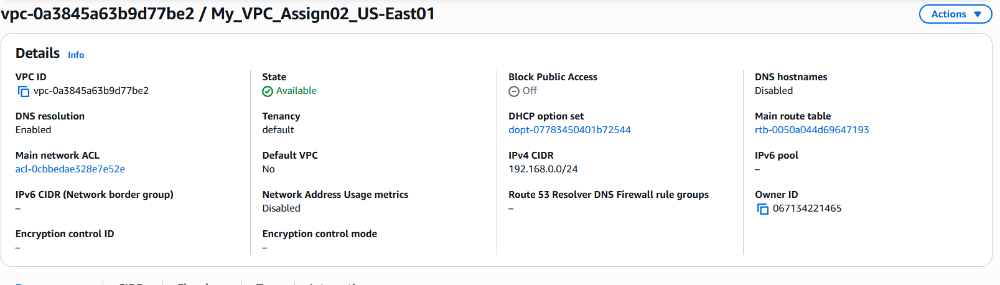 vpc-0a3845a63b9d77be2 / My_VPC_Assign02_US-East01
Actions
Details Info
VPC ID
vpc-0a3845a63b9d77be2
State
Available
Block Public Access
Off
DNS hostnames
Disabled
DNS resolution
Enabled
Tenancy
default
DHCP option set
dopt-07783450401b72544
Main route table
rtb-0050a044d69647193
Main network ACL
acl-0cbbedae328e7e52e
Default VPC
No
IPv4 CIDR
192.168.0.0/24
IPv6 pool
–
IPv6 CIDR (Network border group)
–
Network Address Usage metrics
Disabled
Route 53 Resolver DNS Firewall rule groups
–
Owner ID
067134221465
Encryption control ID
–
Encryption control mode
–